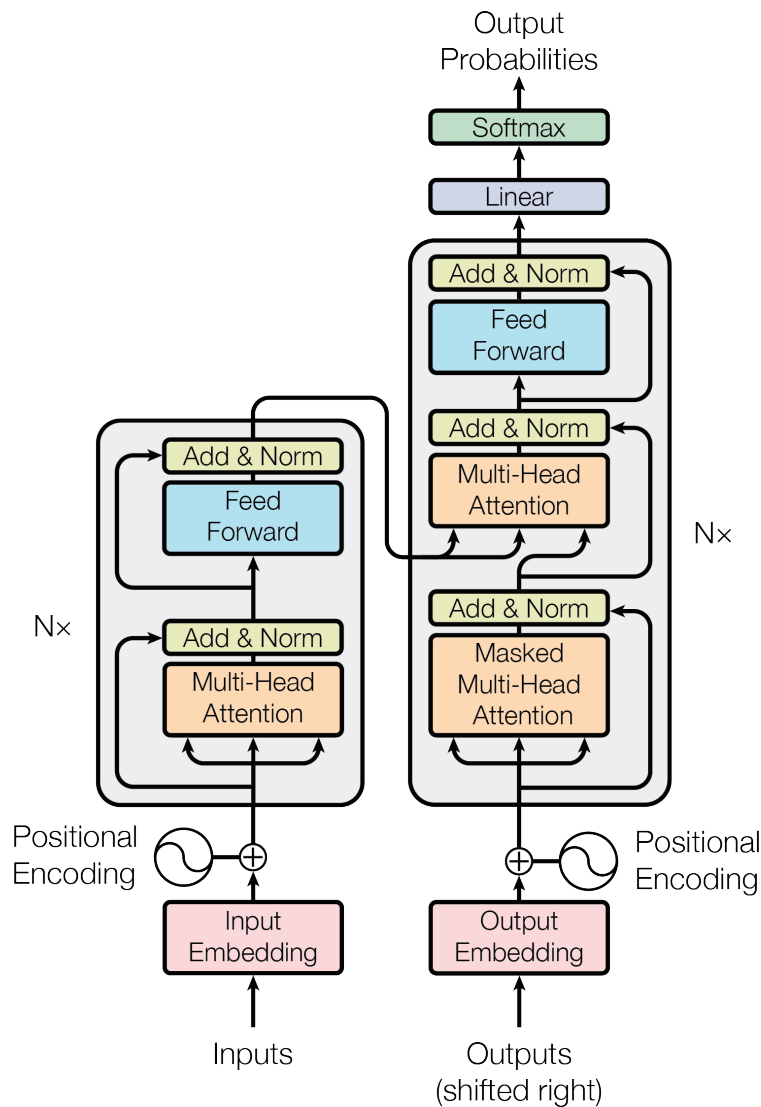 Output
Probabilities
Softmax
Linear
Add & Norm
Feed
Forward
Add & Norm
Multi-Head
Attention
Add & Norm
Masked
Multi-Head
Attention
N×
Add & Norm
Feed
Forward
Add & Norm
Multi-Head
Attention
N×
Positional
Encoding
Positional
Encoding
Input
Embedding
Output
Embedding
Inputs
Outputs
(shifted right)